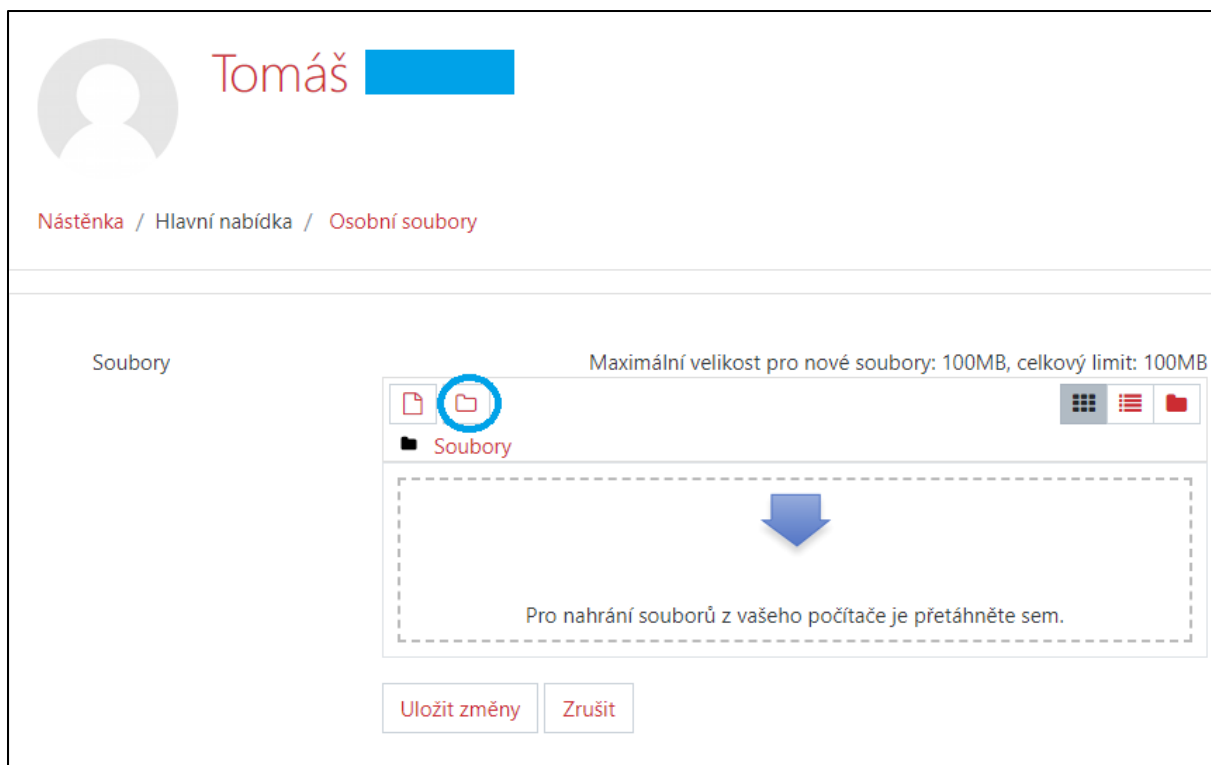 Tomáš
Nástěnka / Hlavní nabídka / Osobní soubory
Soubory
Maximální velikost pro nové soubory: 100MB, celkový limit: 100MB
Soubory
Pro nahrání souborů z vašeho počítače je přetáhněte sem.
Uložit změny
Zrušit